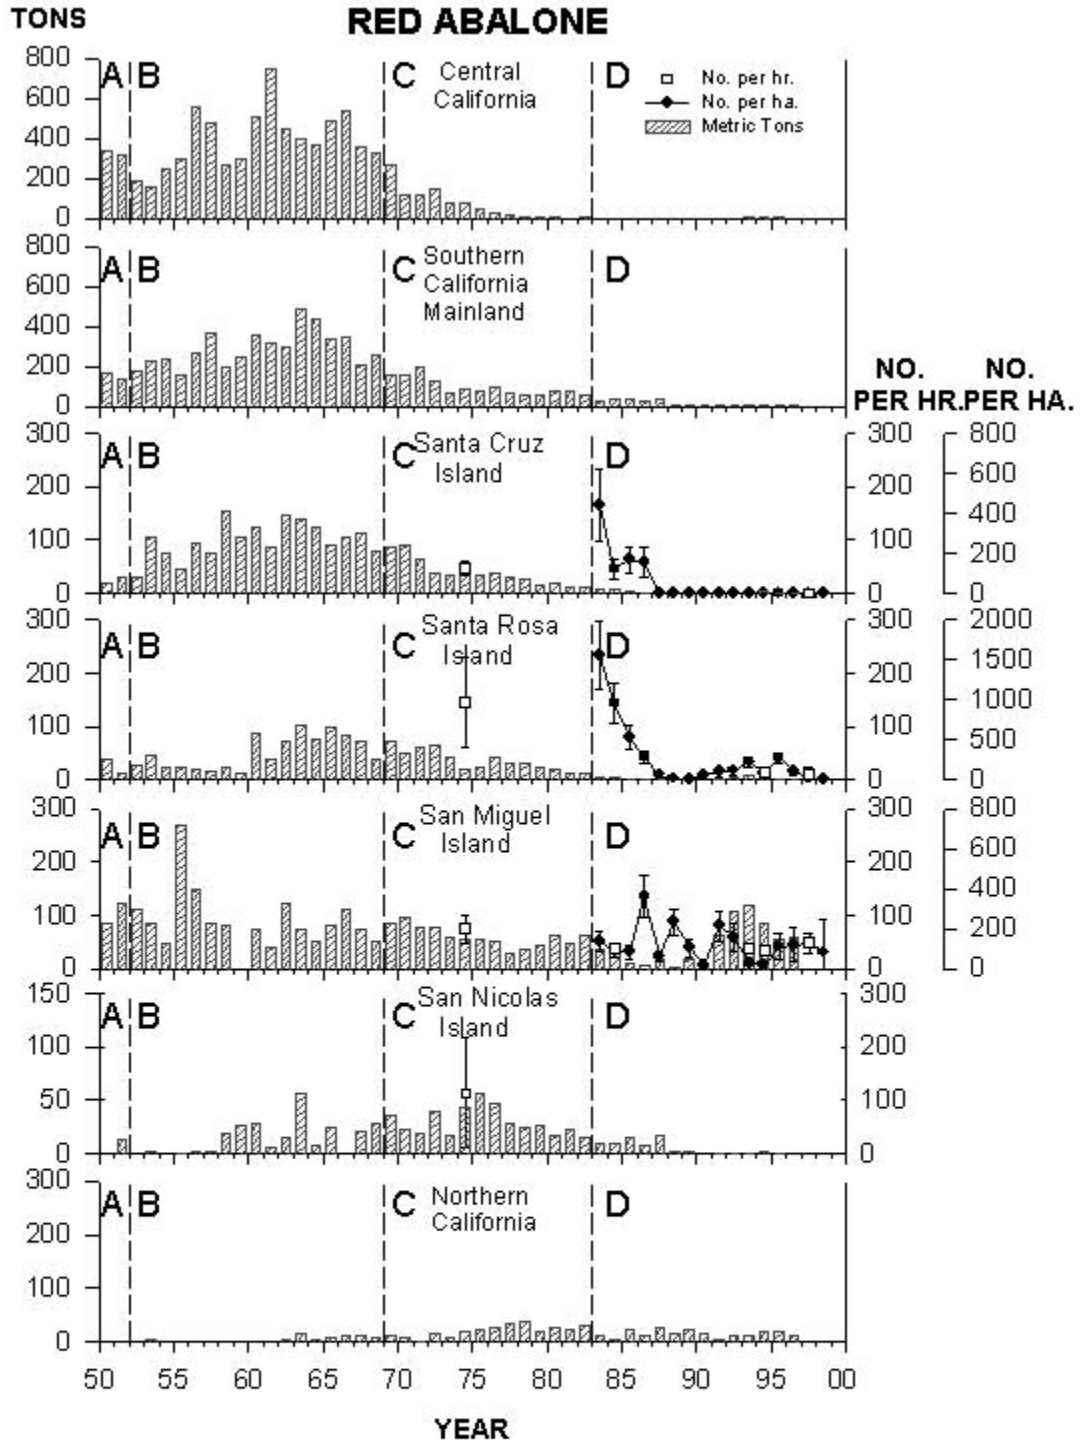 TONS RED ABALONE
800 A B C Central D No. per hr.
600 California No. per ha.
Metric Tons
400
200
0
800 A B C Southern D
600 California
Mainland
400
200 NO. NO.
0 PER HR. PER HA.
300 A B C Santa Cruz D 300 800
Island 600
200 200
400
100 100
200
0 0 0
300 A B C Santa Rosa D 300 2000
Island 1500
200 200
1000
100 100
500
0 0 0
300 A B C San Miguel D 300 800
Island 600
200 200
400
100 100
200
0 0 0
150 A B C San Nicolas D 300
Island
100 200
50 100
0 0
300 A B C Northern D
California
200
100
0
50 55 60 65 70 75 80 85 90 95 00
YEAR